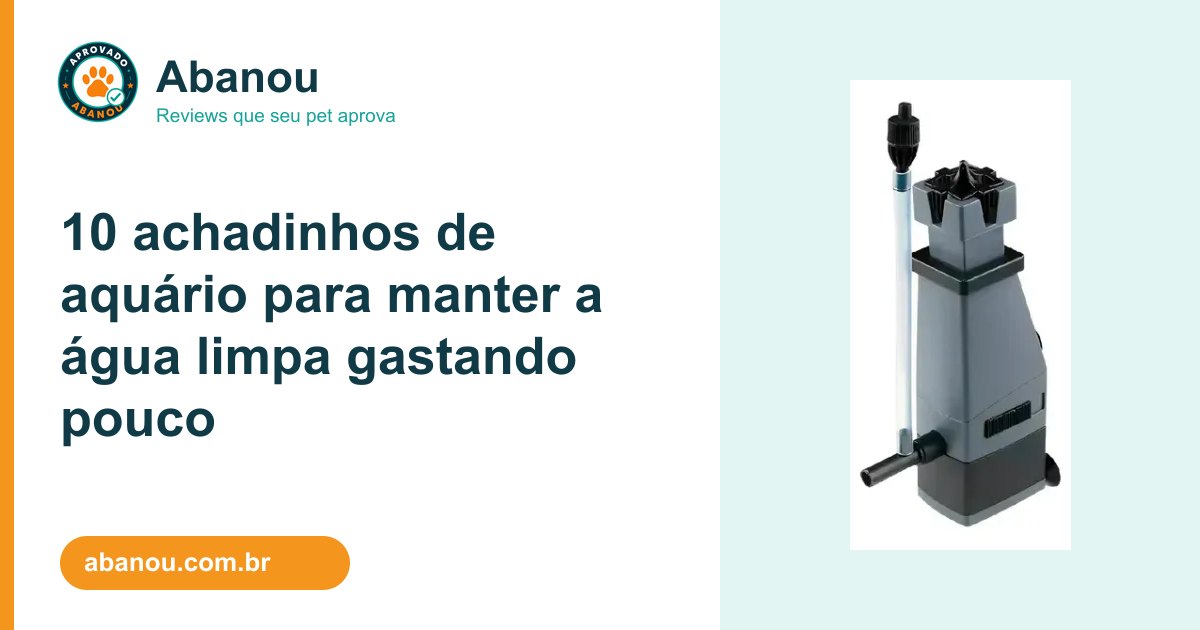 APROVADO
ABANOU
Abanou
Reviews que seu pet aprova
10 achadinhos de
aquário para manter a
água limpa gastando
pouco
abanou.com.br